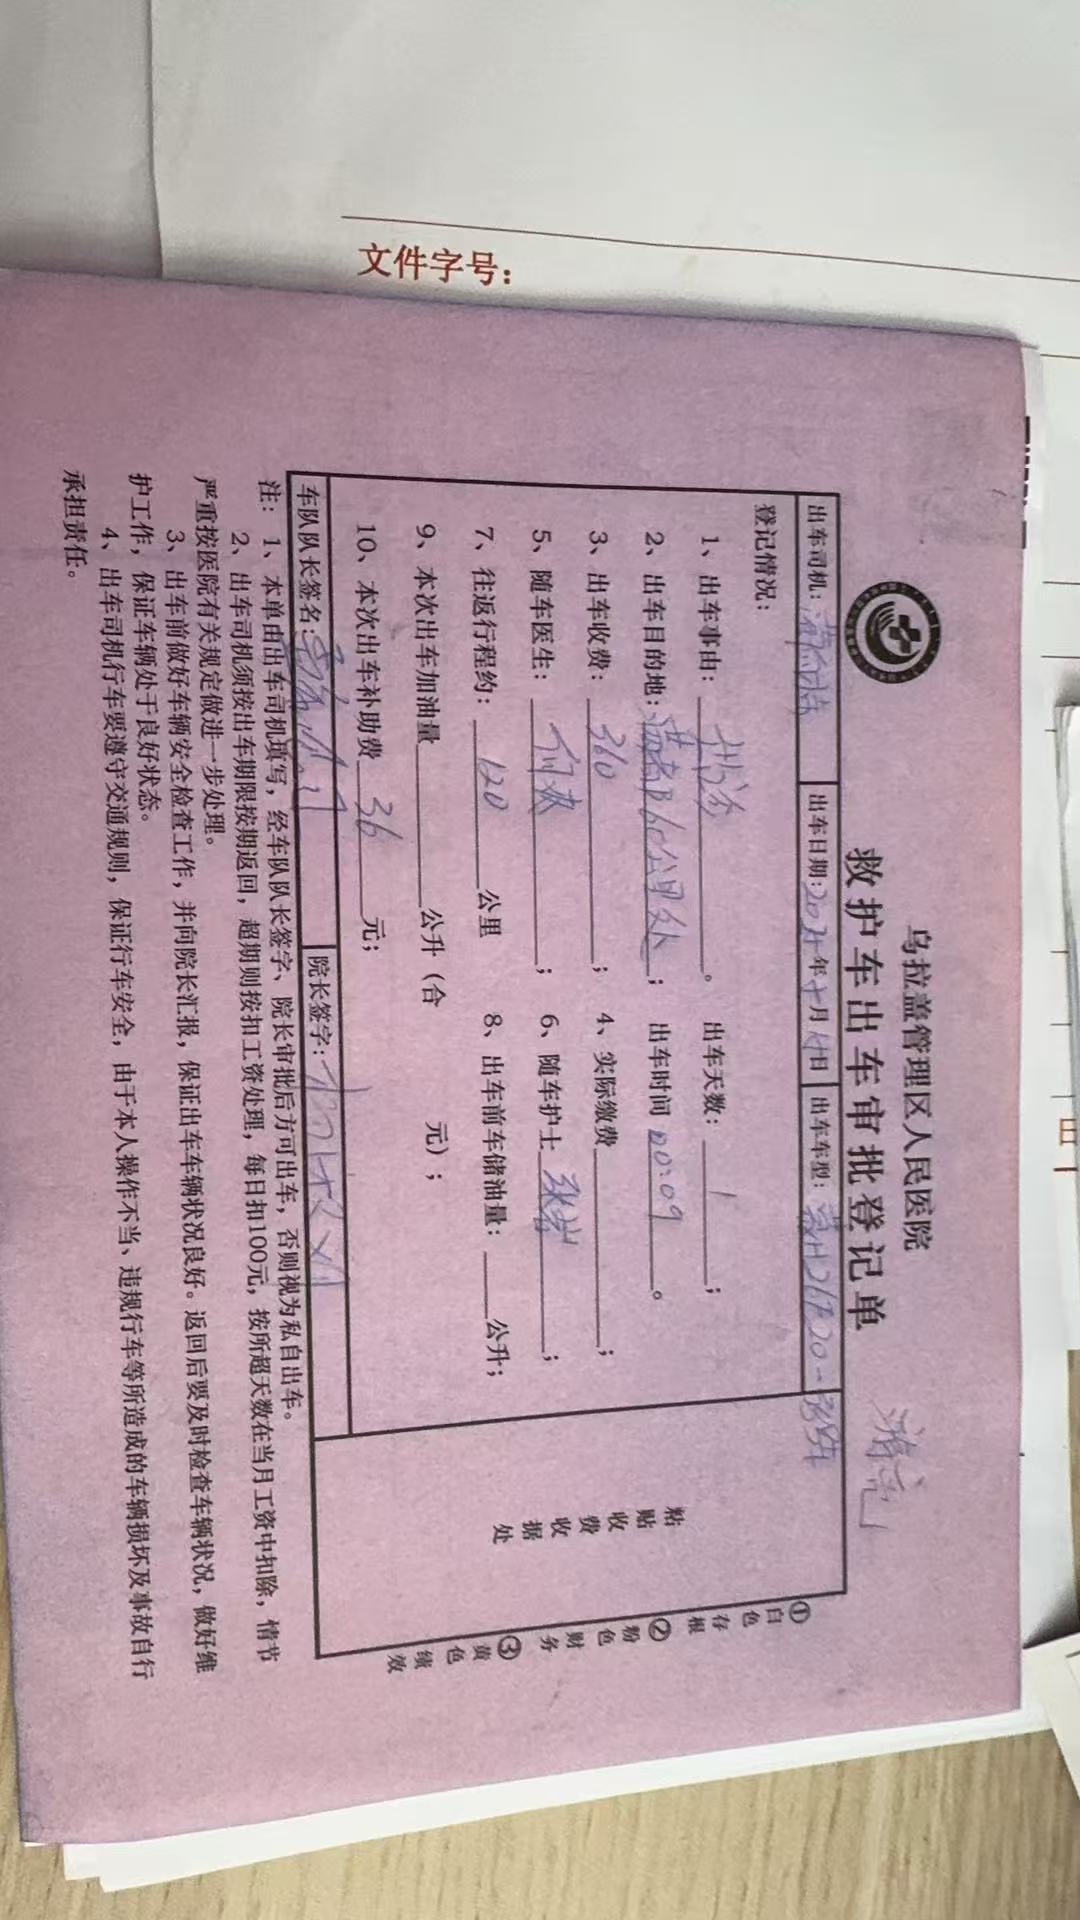 文件字号：
乌拉盖管理区人民医院
救护车出车审批登记单
出车司机： 出车日期：202 年 月 日 出车车型：
登记情况：
1、出车事由： 。 出车天数：1；
2、出车目的地： 公里处； 出车时间 00:09。
3、出车收费：360； 4、实际缴费 ；
5、随车医生： ； 6、随车护士 ；
7、往返行程约：120公里 8、出车前车储油量： 公升；
9、本次出车加油量 公升（合 元）；
10、本次出车补助费36元；
车队队长签名： 院长签字：
粘贴收费收据处
①白色存根 ②粉色财务 ③黄色绩效
注：1、本单由出车司机填写，经车队队长签字、院长审批后方可出车，否则视为私自出车。
2、出车司机须按出车期限按期返回，超期则按扣工资处理，每日扣100元，按所超天数在当月工资中扣除，情节
严重按医院有关规定做进一步处理。
3、出车前做好车辆安全检查工作，并向院长汇报，保证出车车辆状况良好。返回后要及时检查车辆状况，做好维
护工作，保证车辆处于良好状态。
4、出车司机行车要遵守交通规则，保证行车安全，由于本人操作不当、违规行车等所造成的车辆损坏及事故自行
承担责任。